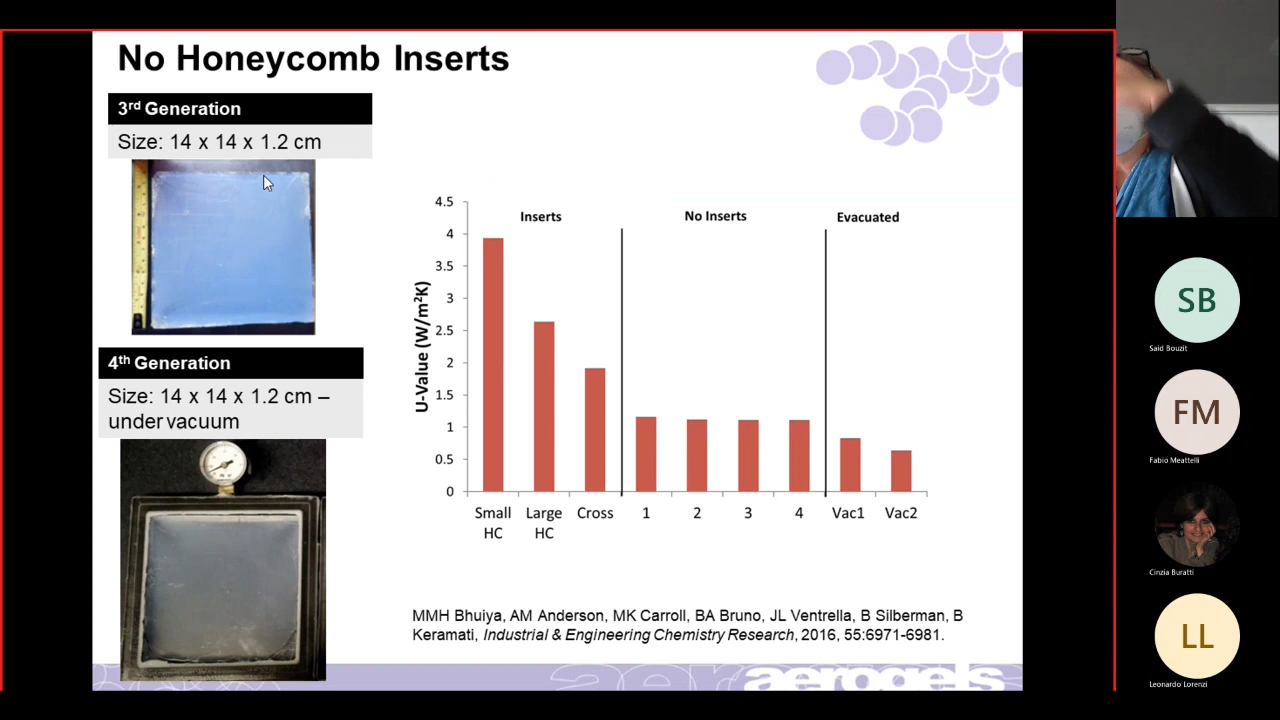 No Honeycomb Inserts
3rd Generation
Size: 14 x 14 x 1.2 cm
4th Generation
Size: 14 x 14 x 1.2 cm –
under vacuum
4.5
4
3.5
3
2.5
2
1.5
1
0.5
0
U-Value (W/m²K)
Inserts
No Inserts
Evacuated
Small HC
Large HC
Cross
1
2
3
4
Vac1
Vac2
MMH Bhuiya, AM Anderson, MK Carroll, BA Bruno, JL Ventrella, B Silberman, B
Keramati, Industrial & Engineering Chemistry Research, 2016, 55:6971-6981.
aerogels
SB
Said Bouzit
FM
Fabio Meattelli
Cinzia Buratti
LL
Leonardo Lorenzi